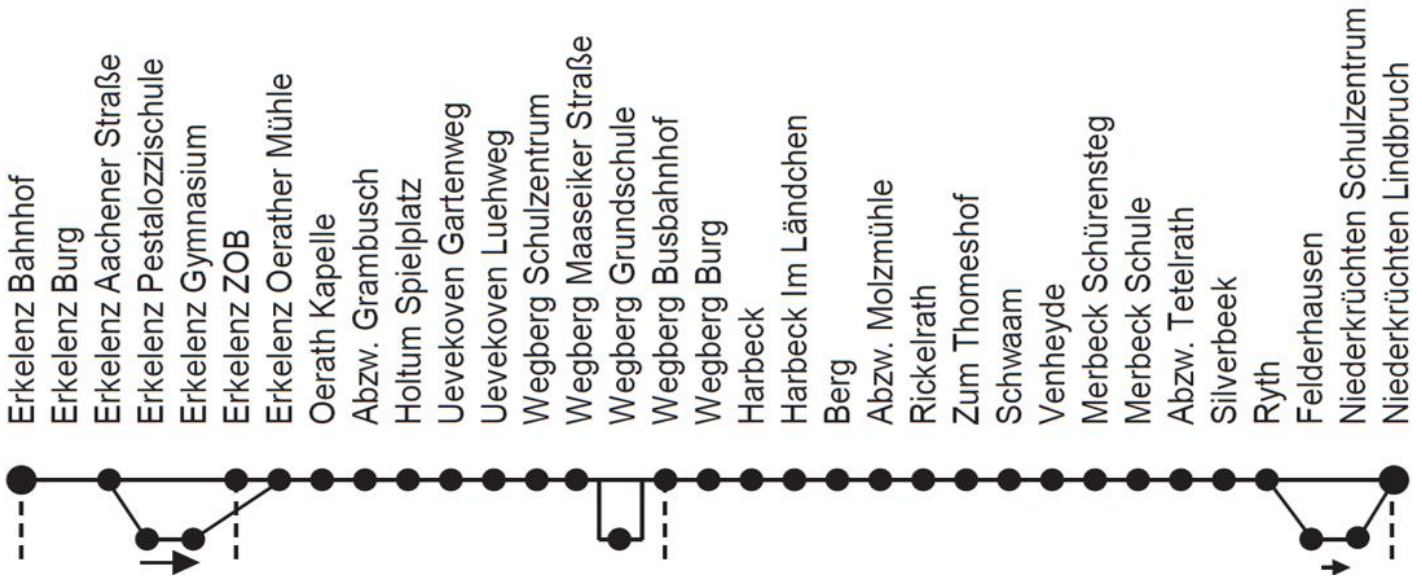 Erkelenz Bahnhof
Erkelenz Burg
Erkelenz Aachener Straße
Erkelenz Pestalozzischule
Erkelenz Gymnasium
Erkelenz ZOB
Erkelenz Oerather Mühle
Oerath Kapelle
Abzw. Grambusch
Holtum Spielplatz
Uevekoven Gartenweg
Uevekoven Luehweg
Wegberg Schulzentrum
Wegberg Maaseiker Straße
Wegberg Grundschule
Wegberg Busbahnhof
Wegberg Burg
Harbeck
Harbeck Im Ländchen
Berg
Abzw. Molzmühle
Rickelrath
Zum Thomeshof
Schwaam
Venheyde
Merbeck Schürensteg
Merbeck Schule
Abzw. Tetelrath
Silverbeek
Ryth
Felderhausen
Niederkrüchten Schulzentrum
Niederkrüchten Lindbruch